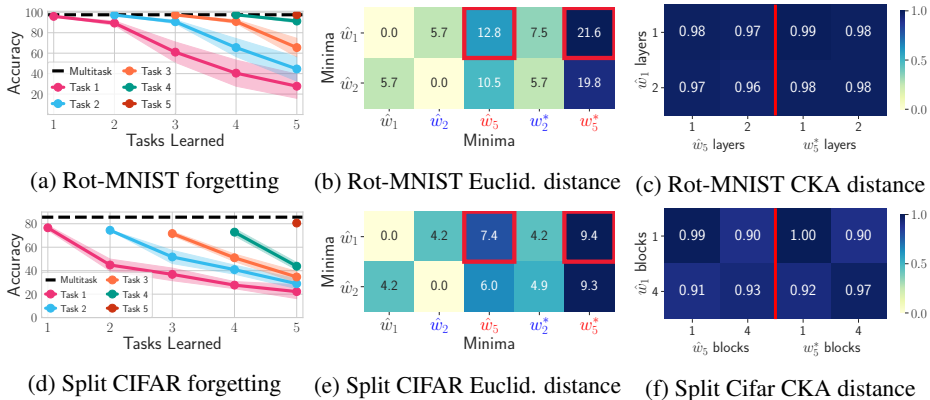 Accuracy
100
80
60
40
20
Multitask
Task 1
Task 2
Task 3
Task 4
Task 5
1 2 3 4 5
Tasks Learned
(a) Rot-MNIST forgetting
Minima
ŵ₁ 0.0 5.7 12.8 7.5 21.6
ŵ₂ 5.7 0.0 10.5 5.7 19.8
ŵ₁ ŵ₂ ŵ₅ w₂* w₅*
Minima
(b) Rot-MNIST Euclid. distance
ŵ₁ layers
1 0.98 0.97 0.99 0.98
2 0.97 0.96 0.98 0.98
1 2 1 2
ŵ₅ layers w₅* layers
1.0
0.5
0.0
(c) Rot-MNIST CKA distance
Accuracy
80
60
40
20
0
Multitask
Task 1
Task 2
Task 3
Task 4
Task 5
1 2 3 4 5
Tasks Learned
(d) Split CIFAR forgetting
Minima
ŵ₁ 0.0 4.2 7.4 4.2 9.4
ŵ₂ 4.2 0.0 6.0 4.9 9.3
ŵ₁ ŵ₂ ŵ₅ w₂* w₅*
Minima
(e) Split CIFAR Euclid. distance
ŵ₁ blocks
1 0.99 0.90 1.00 0.90
4 0.91 0.93 0.92 0.97
1 4 1 4
ŵ₅ blocks w₅* blocks
1.0
0.5
0.0
(f) Split Cifar CKA distance